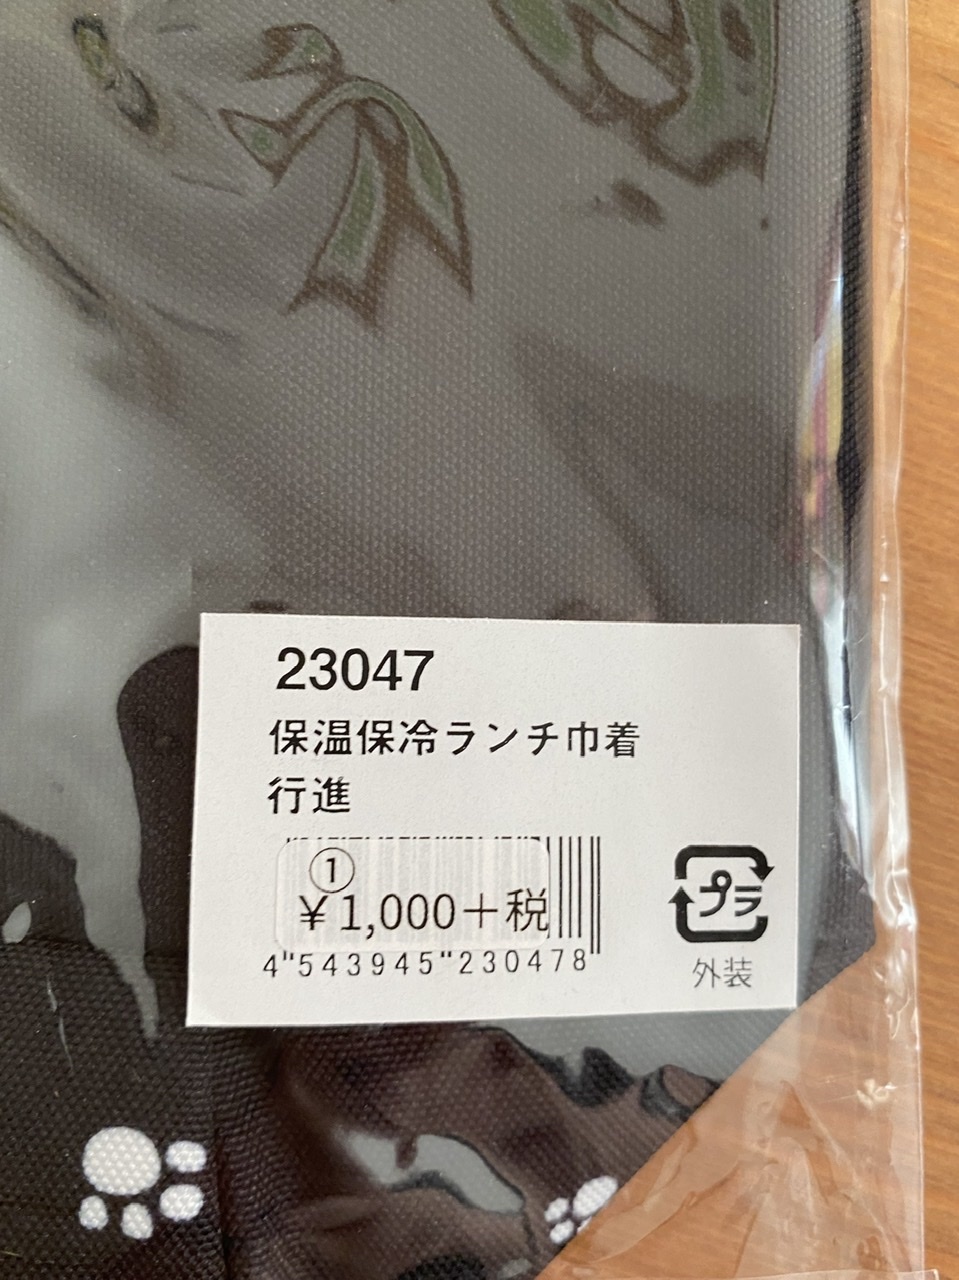 23047
保温保冷ランチ巾着
行進
①
¥1,000+税
4"543945"230478
プラ
外装